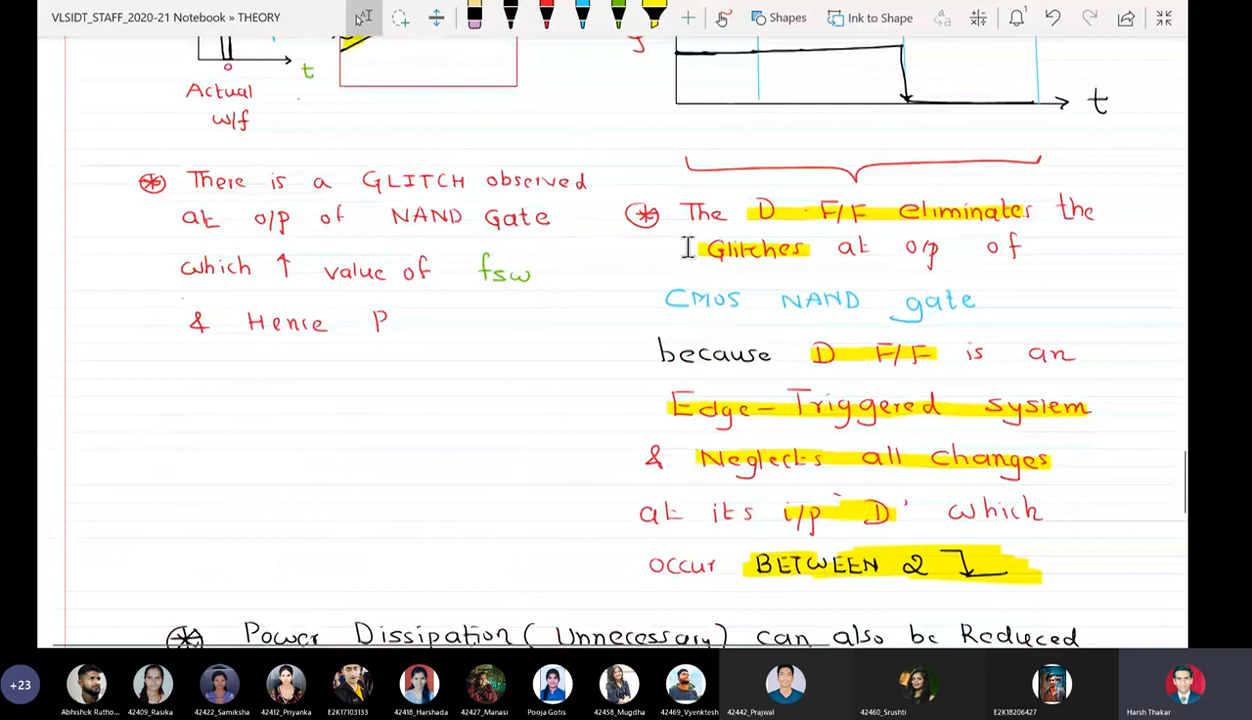 VLSIDT_STAFF_2020-21 Notebook » THEORY
Shapes
Ink to Shape
t
Actual
w/f
t
There is a GLITCH observed
at o/p of NAND Gate
which ↑ value of fsw
& Hence P
The D F/F eliminates the
Glitches at o/p of
CMOS NAND gate
because D F/F is an
Edge-Triggered system
& Neglects all changes
at its i/p 'D' which
occur BETWEEN 2
Power Dissipation (Unnecessary) can also be Reduced
+23
Abhishek Ratho...
42409_Rasika
42422_Samiksha
42412_Priyanka
E2K17103133
42418_Harshada
42427_Manasi
Pooja Gotis
42458_Mugdha
42469_Vyenktesh
42442_Prajwal
42460_Srushti
E2K18206427
Harsh Thakar